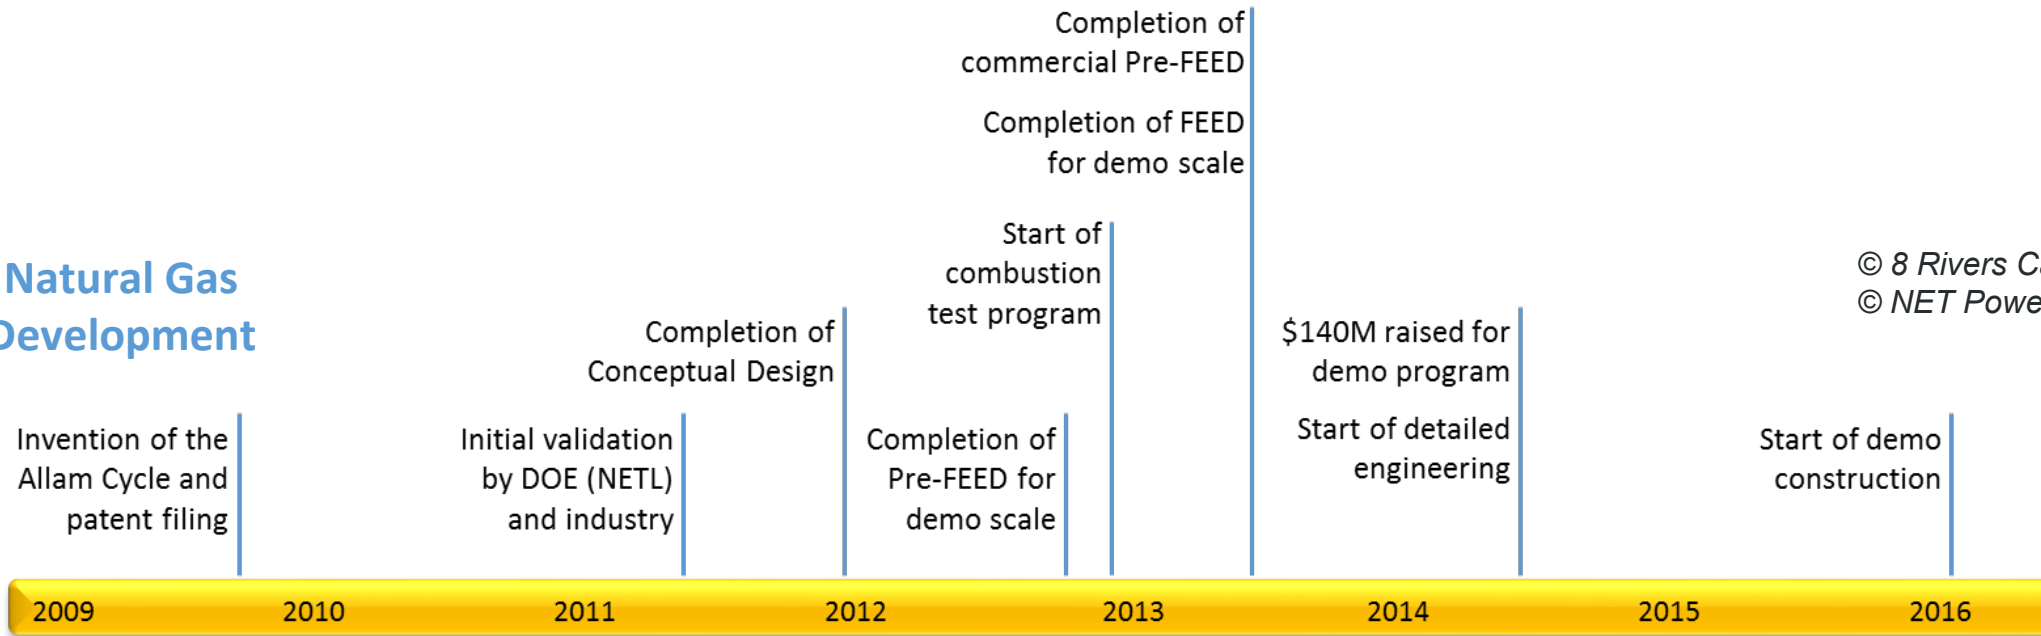 Completion of
commercial Pre-FEED
Completion of FEED
for demo scale
Start of
combustion
test program
Natural Gas
Development
© 8 Rivers
© NET
Completion of
Conceptual Design
$140M raised for
demo program
Invention of the
Allam Cycle and
patent filing
Initial validation
by DOE (NETL)
and industry
Completion of
Pre-FEED for
demo scale
Start of detailed
engineering
Start of demo
construction
2009 2010 2011 2012 2013 2014 2015 2016